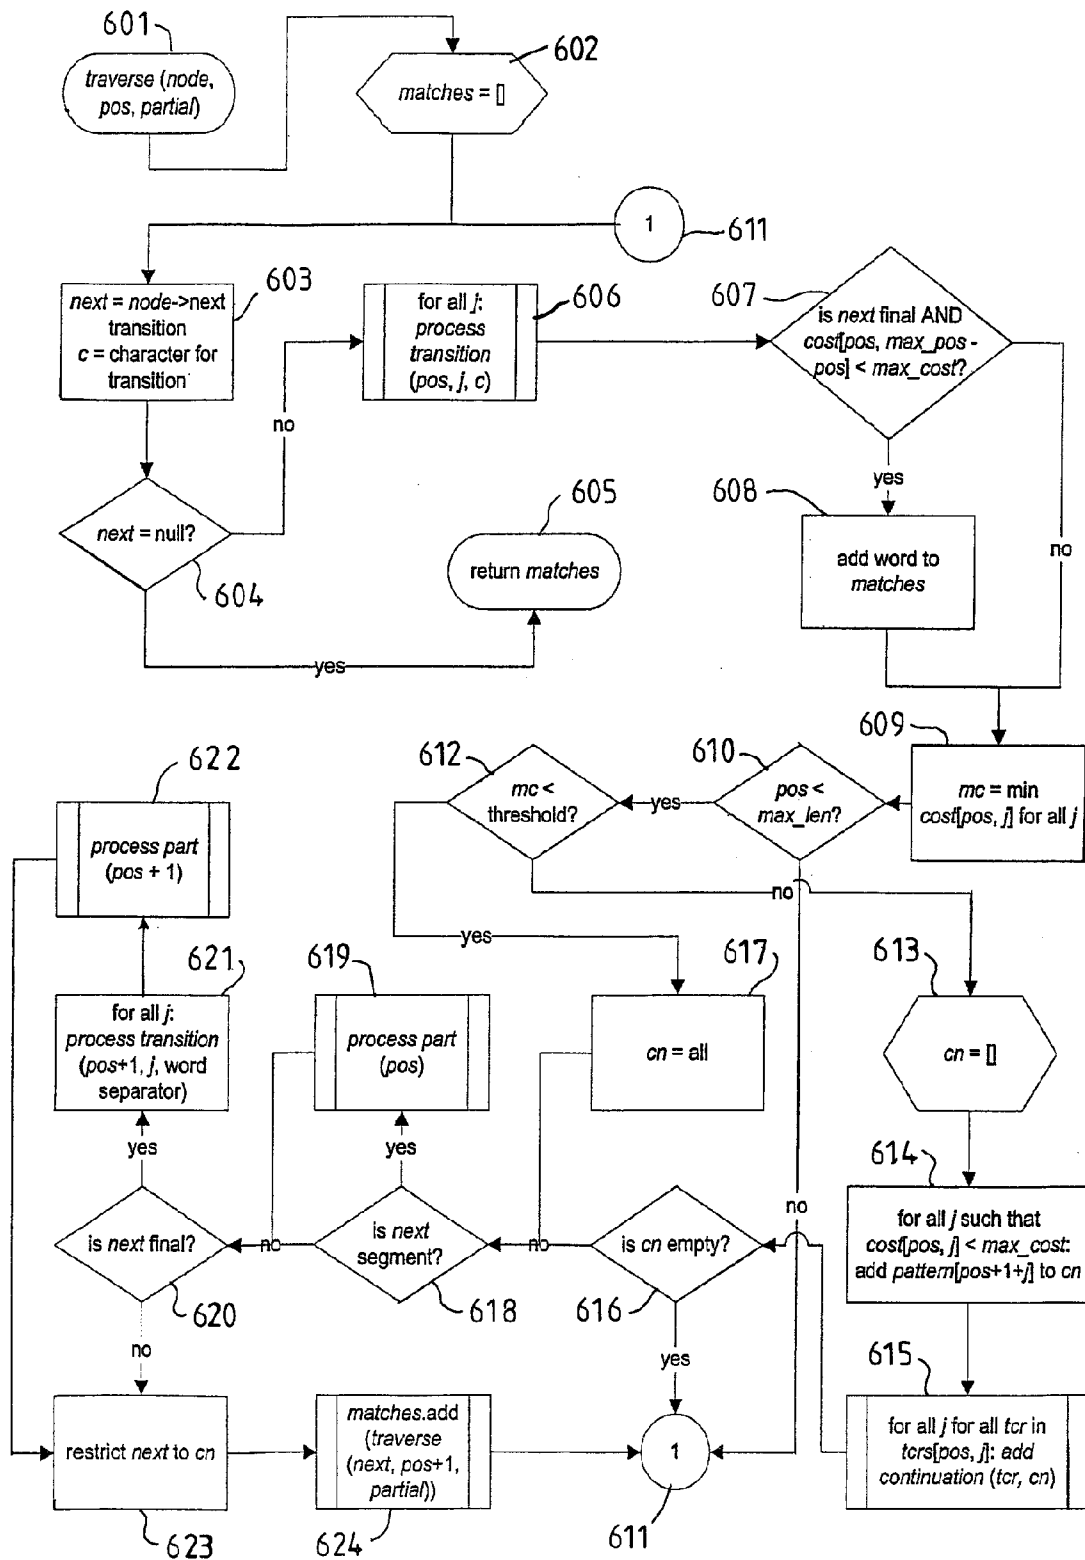 601
traverse (node,
pos, partial)
602
matches = []
1
611
603
next = node->next
transition
c = character for
transition
606
for all j:
process
transition
(pos, j, c)
607
is next final AND
cost[pos, max_pos -
pos] < max_cost?
no
yes
no
608
add word to
matches
next = null?
604
yes
605
return matches
609
mc = min
cost[pos, j] for all j
610
pos <
max_len?
yes
no
612
mc <
threshold?
no
yes
622
process part
(pos + 1)
621
for all j:
process transition
(pos+1, j, word
separator)
yes
619
process part
(pos)
yes
617
cn = all
613
cn = []
614
for all j such that
cost[pos, j] < max_cost:
add pattern[pos+1+j] to cn
615
for all j for all tcr in
tcrs[pos, j]: add
continuation (tcr, cn)
is cn empty?
616
no
yes
is next
segment?
618
no
is next final?
620
no
restrict next to cn
623
matches.add
(traverse
(next, pos+1,
partial))
624
1
611